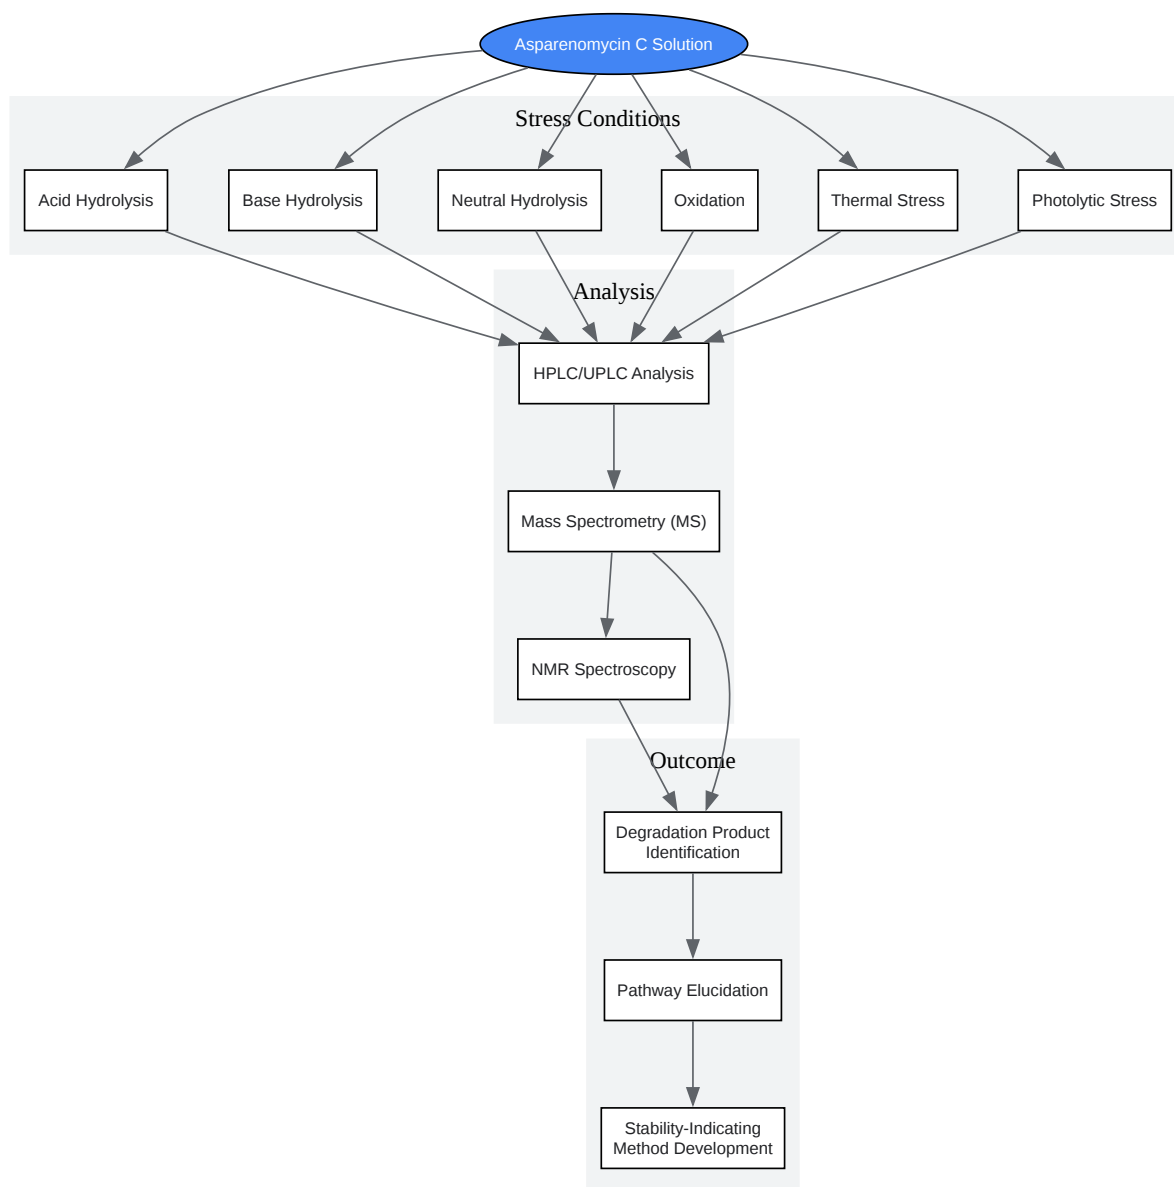 Asparenomycin C Solution
Stress Conditions
Acid Hydrolysis
Base Hydrolysis
Neutral Hydrolysis
Oxidation
Thermal Stress
Photolytic Stress
Analysis
HPLC/UPLC Analysis
Mass Spectrometry (MS)
NMR Spectroscopy
Outcome
Degradation Product
Identification
Pathway Elucidation
Stability-Indicating
Method Development